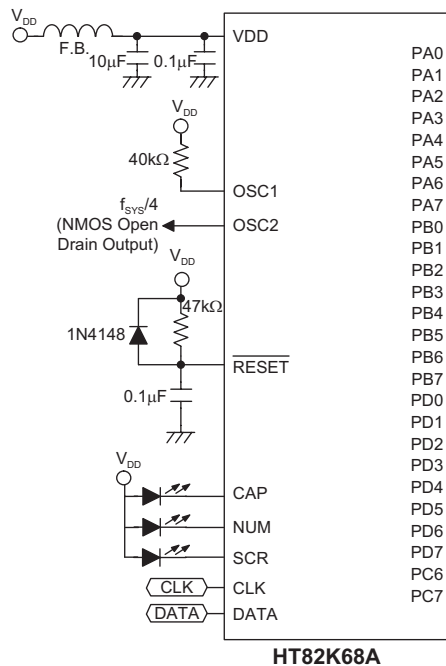 VDD
F.B.
10μF
0.1μF
VDD
VDD
40kΩ
OSC1
fSYS/4
(NMOS Open
Drain Output)
OSC2
VDD
47kΩ
1N4148
RESET
0.1μF
VDD
CAP
NUM
SCR
CLK
CLK
DATA
DATA
PA0
PA1
PA2
PA3
PA4
PA5
PA6
PA7
PB0
PB1
PB2
PB3
PB4
PB5
PB6
PB7
PD0
PD1
PD2
PD3
PD4
PD5
PD6
PD7
PC6
PC7
HT82K68A